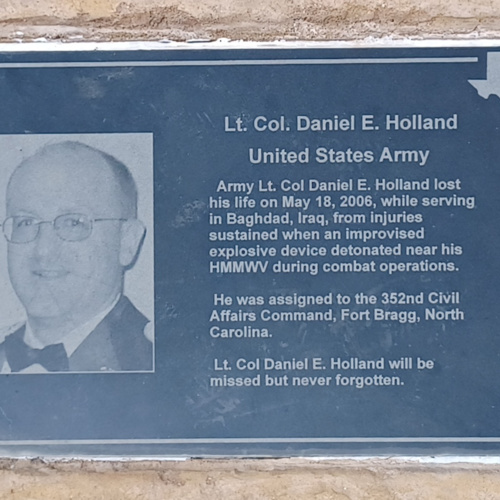 Lt. Col. Daniel E. Holland
United States Army
Army Lt. Col Daniel E. Holland lost
his life on May 18, 2006, while serving
in Baghdad, Iraq, from injuries
sustained when an improvised
explosive device detonated near his
HMMWV during combat operations.
He was assigned to the 352nd Civil
Affairs Command, Fort Bragg, North
Carolina.
Lt. Col Daniel E. Holland will be
missed but never forgotten.